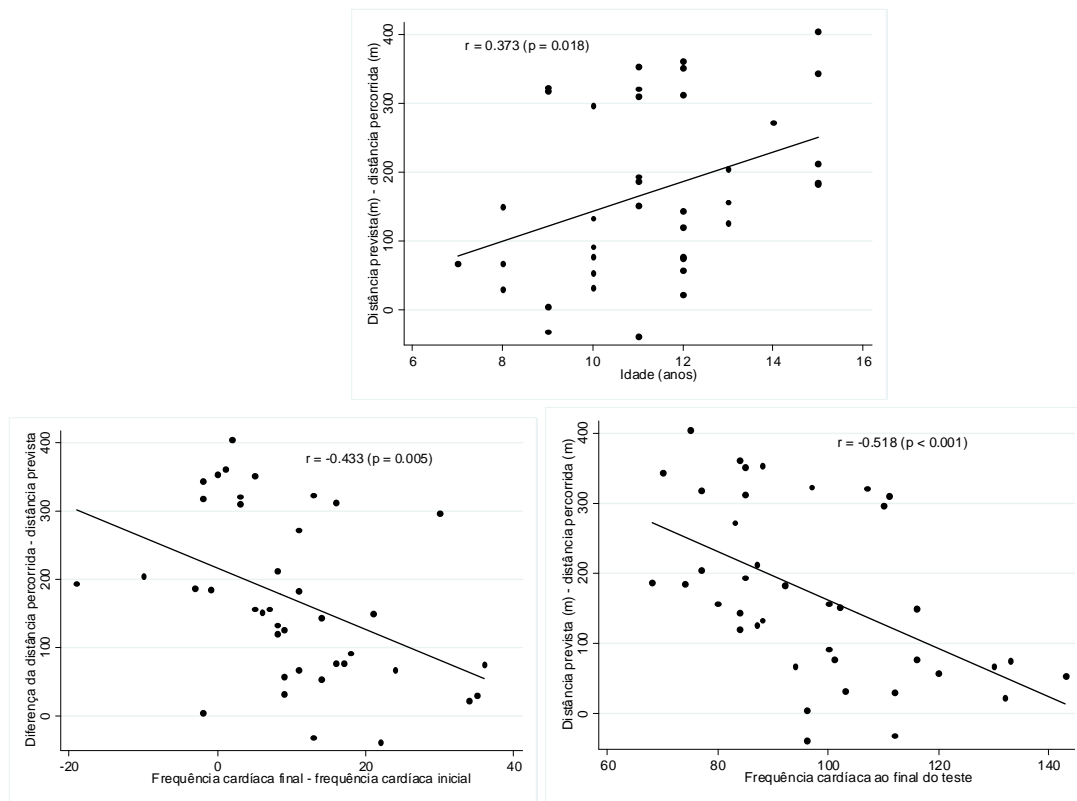 r = 0.373 (p = 0.018)
Distância prevista(m) - distância percorrida (m)
400
300
200
100
0
6 8 10 12 14 16
Idade (anos)
r = -0.433 (p = 0.005)
Diferença da distância percorrida - distância prevista
400
300
200
100
0
-20 0 20 40
Frequência cardíaca final - frequência cardíaca inicial
r = -0.518 (p < 0.001)
Distância prevista (m) - distância percorrida (m)
400
300
200
100
0
60 80 100 120 140
Frequência cardíaca ao final do teste